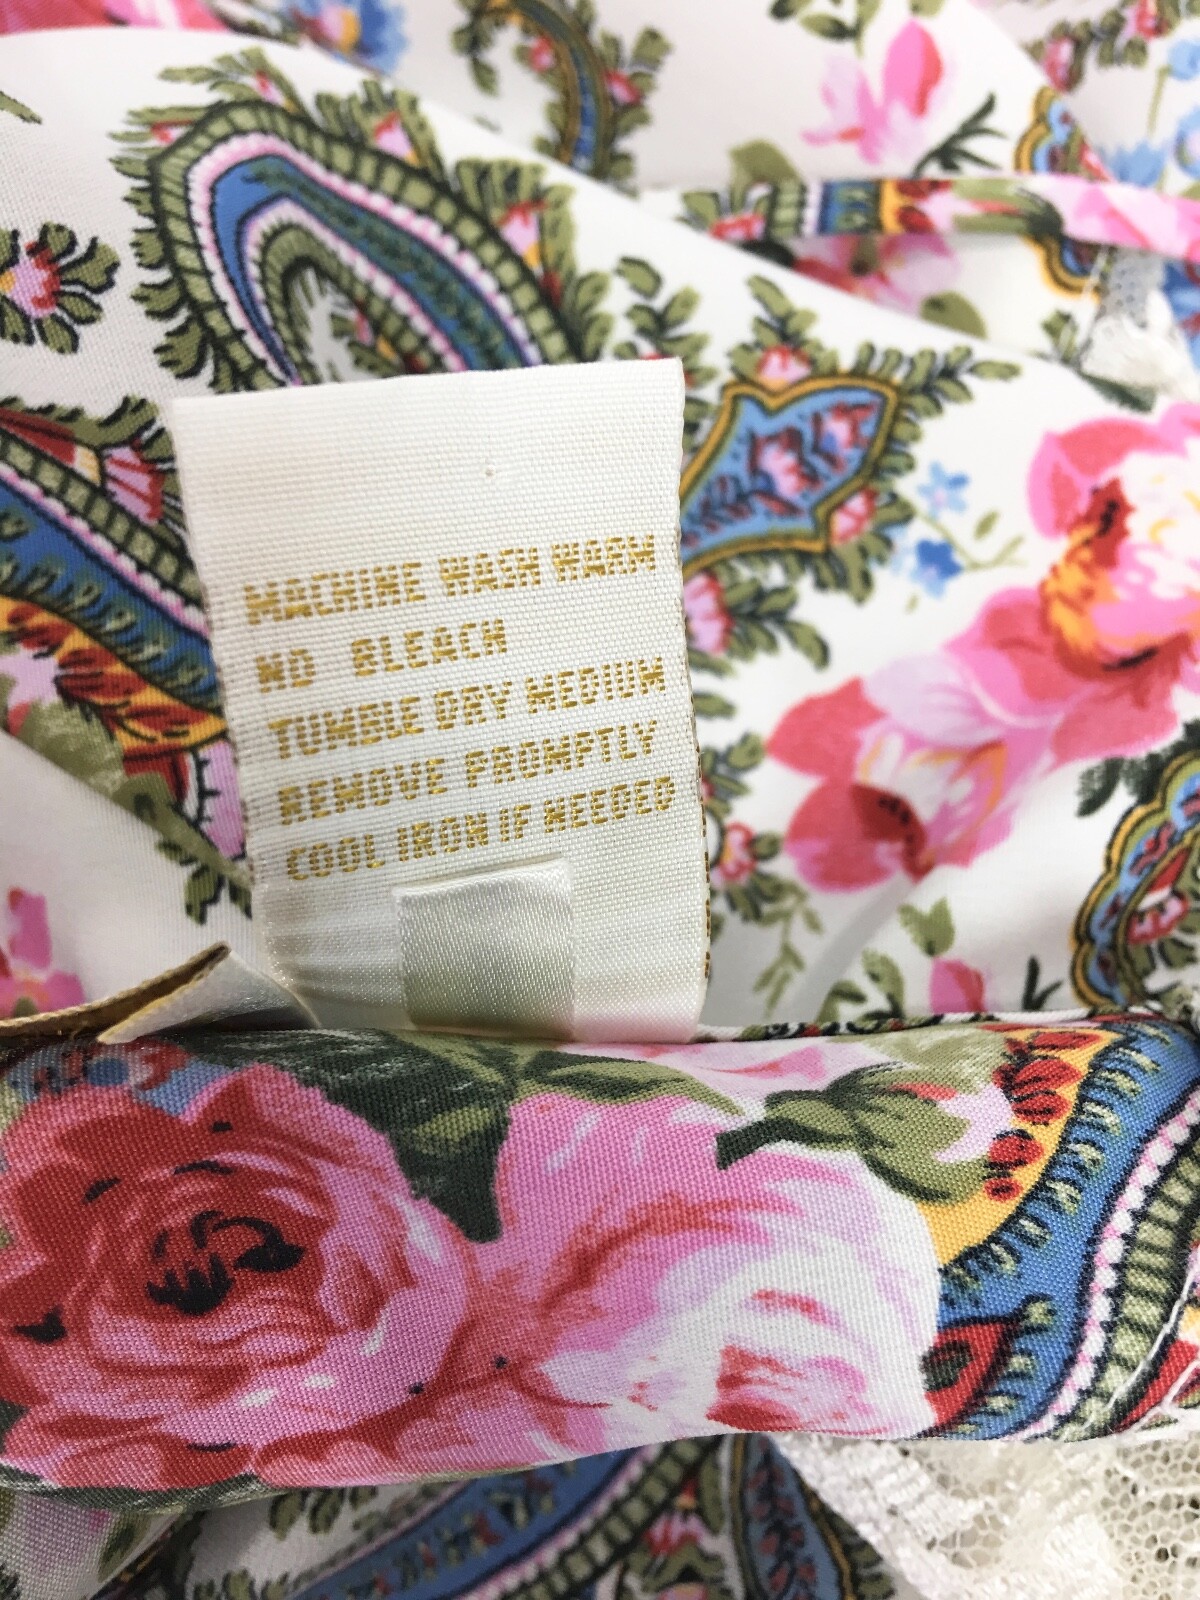 MACHINE WASH WARM
NO BLEACH
TUMBLE DRY MEDIUM
REMOVE PROMPTLY
COOL IRON IF NEEDED